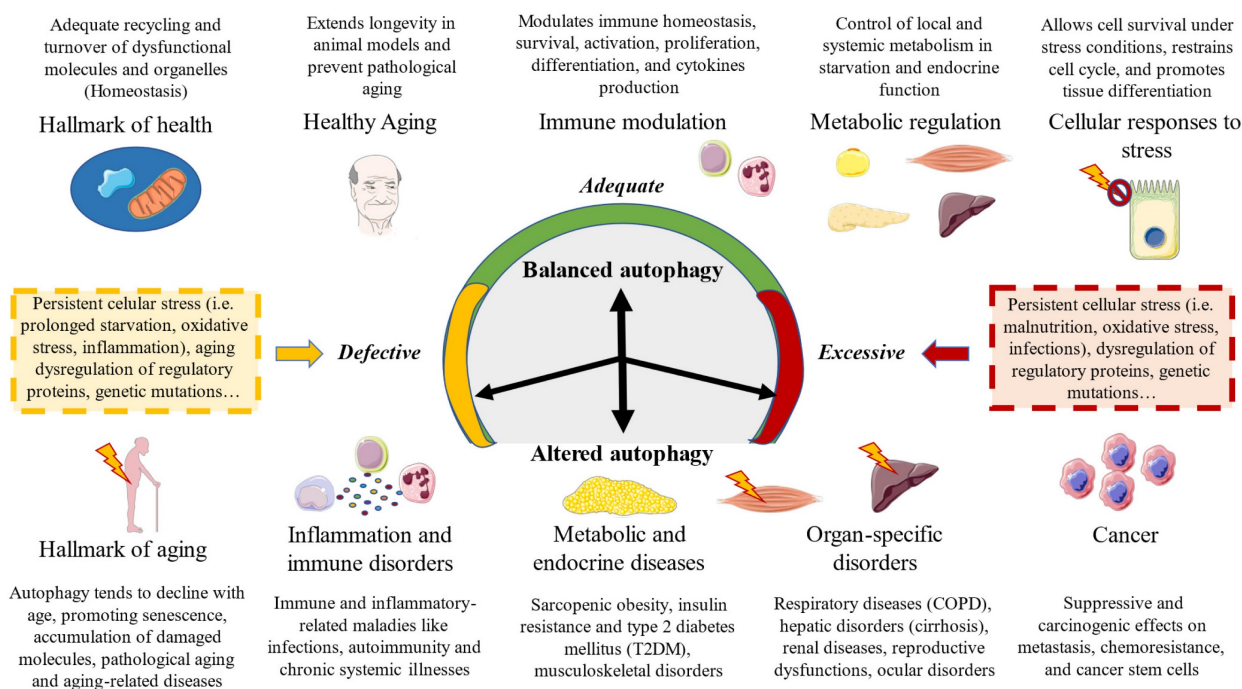 Adequate recycling and
turnover of dysfunctional
molecules and organelles
(Homeostasis)
Hallmark of health
Extends longevity in
animal models and
prevent pathological
aging
Healthy Aging
Modulates immune homeostasis,
survival, activation, proliferation,
differentiation, and cytokines
production
Immune modulation
Control of local and
systemic metabolism in
starvation and endocrine
function
Metabolic regulation
Allows cell survival under
stress conditions, restrains
cell cycle, and promotes
tissue differentiation
Cellular responses to
stress
Adequate
Balanced autophagy
Persistent celular stress (i.e.
prolonged starvation, oxidative
stress, inflammation), aging
dysregulation of regulatory
proteins, genetic mutations…
Defective
Excessive
Persistent cellular stress (i.e.
malnutrition, oxidative stress,
infections), dysregulation of
regulatory proteins, genetic
mutations…
Altered autophagy
Hallmark of aging
Autophagy tends to decline with
age, promoting senescence,
accumulation of damaged
molecules, pathological aging
and aging-related diseases
Inflammation and
immune disorders
Immune and inflammatory-
related maladies like
infections, autoimmunity and
chronic systemic illnesses
Metabolic and
endocrine diseases
Sarcopenic obesity, insulin
resistance and type 2 diabetes
mellitus (T2DM),
musculoskeletal disorders
Organ-specific
disorders
Respiratory diseases (COPD),
hepatic disorders (cirrhosis),
renal diseases, reproductive
dysfunctions, ocular disorders
Cancer
Suppressive and
carcinogenic effects on
metastasis, chemoresistance,
and cancer stem cells